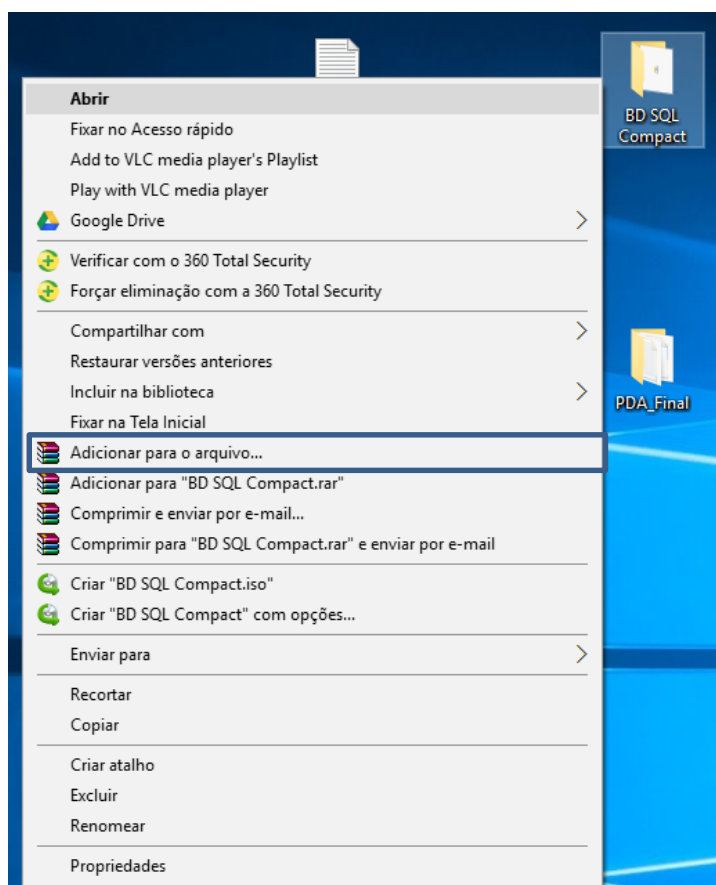 Abrir
Fixar no Acesso rápido
Add to VLC media player's Playlist
Play with VLC media player
Google Drive
Verificar com o 360 Total Security
Forçar eliminação com a 360 Total Security
Compartilhar com
Restaurar versões anteriores
Incluir na biblioteca
Fixar na Tela Inicial
Adicionar para o arquivo...
Adicionar para "BD SQL Compact.rar"
Comprimir e enviar por e-mail...
Comprimir para "BD SQL Compact.rar" e enviar por e-mail
Criar "BD SQL Compact.iso"
Criar "BD SQL Compact" com opções...
Enviar para
Recortar
Copiar
Criar atalho
Excluir
Renomear
Propriedades
BD SQL
Compact
PDA_Final